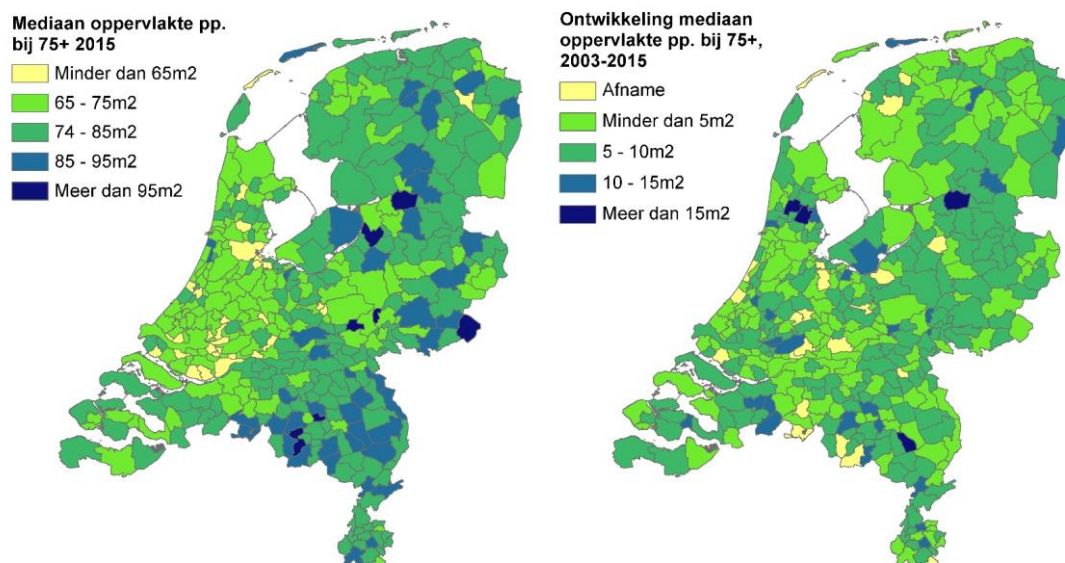 Mediaan oppervlakte pp.
bij 75+ 2015
Minder dan 65m2
65 - 75m2
74 - 85m2
85 - 95m2
Meer dan 95m2
Ontwikkeling mediaan
oppervlakte pp. bij 75+,
2003-2015
Afname
Minder dan 5m2
5 - 10m2
10 - 15m2
Meer dan 15m2